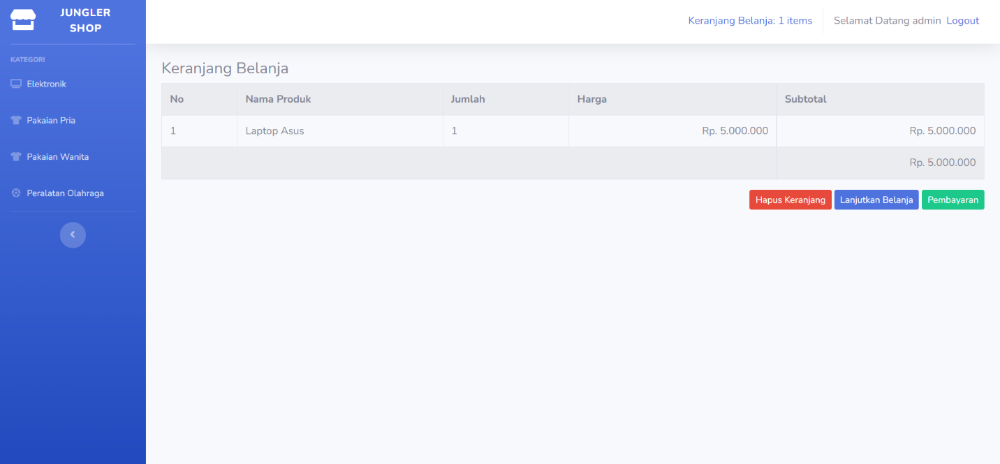 JUNGLER
SHOP
Keranjang Belanja: 1 items
Selamat Datang admin Logout
KATEGORI
Elektronik
Pakaian Pria
Pakaian Wanita
Peralatan Olahraga
Keranjang Belanja
No Nama Produk Jumlah Harga Subtotal
1 Laptop Asus 1 Rp. 5.000.000 Rp. 5.000.000
Rp. 5.000.000
Hapus Keranjang Lanjutkan Belanja Pembayaran